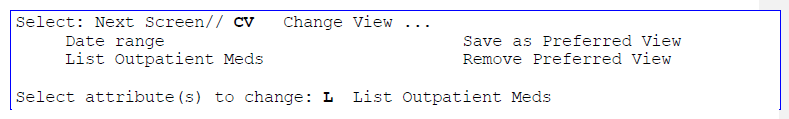 Select: Next Screen// CV   Change View ...
     Date range                              Save as Preferred View
     List Outpatient Meds                    Remove Preferred View
Select attribute(s) to change: L  List Outpatient Meds